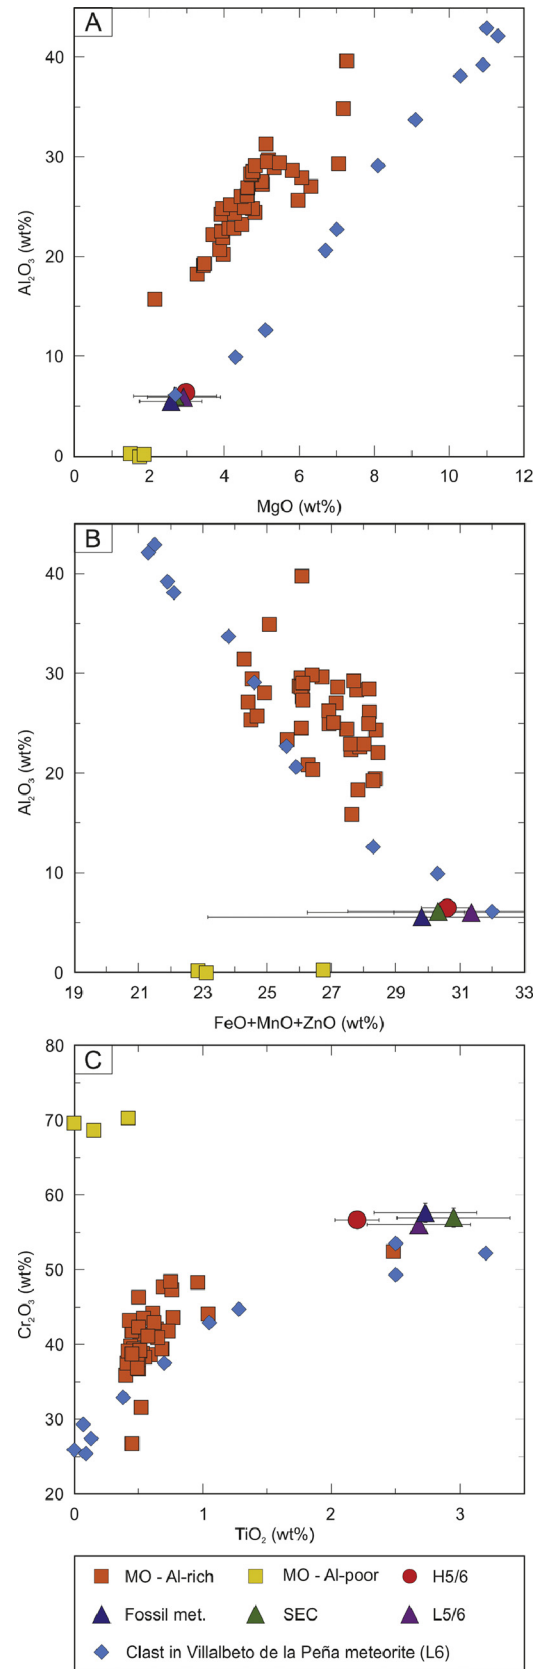 A
40
30
20
10
0
Al₂O₃ (wt%)
0 2 4 6 8 10 12
MgO (wt%)
B
40
30
20
10
0
Al₂O₃ (wt%)
19 21 23 25 27 29 31 33
FeO+MnO+ZnO (wt%)
C
80
70
60
50
40
30
20
Cr₂O₃ (wt%)
0 1 2 3
TiO₂ (wt%)
MO - Al-rich MO - Al-poor H5/6
Fossil met. SEC L5/6
Clast in Villalbeto de la Peña meteorite (L6)